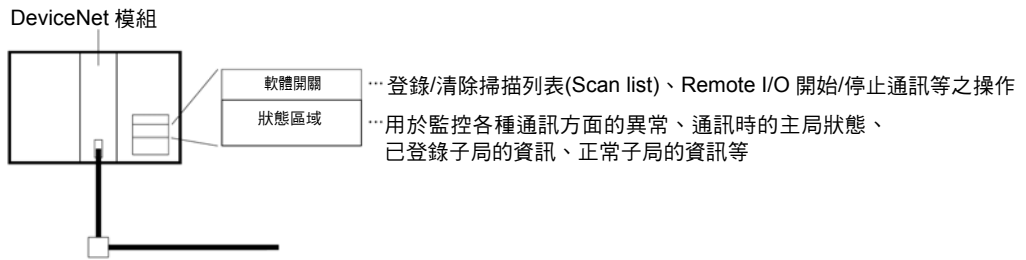 DeviceNet 模組
軟體開關
…登錄/清除掃描列表(Scan list)、Remote I/O 開始/停止通訊等之操作
狀態區域
…用於監控各種通訊方面的異常、通訊時的主局狀態、
已登錄子局的資訊、正常子局的資訊等